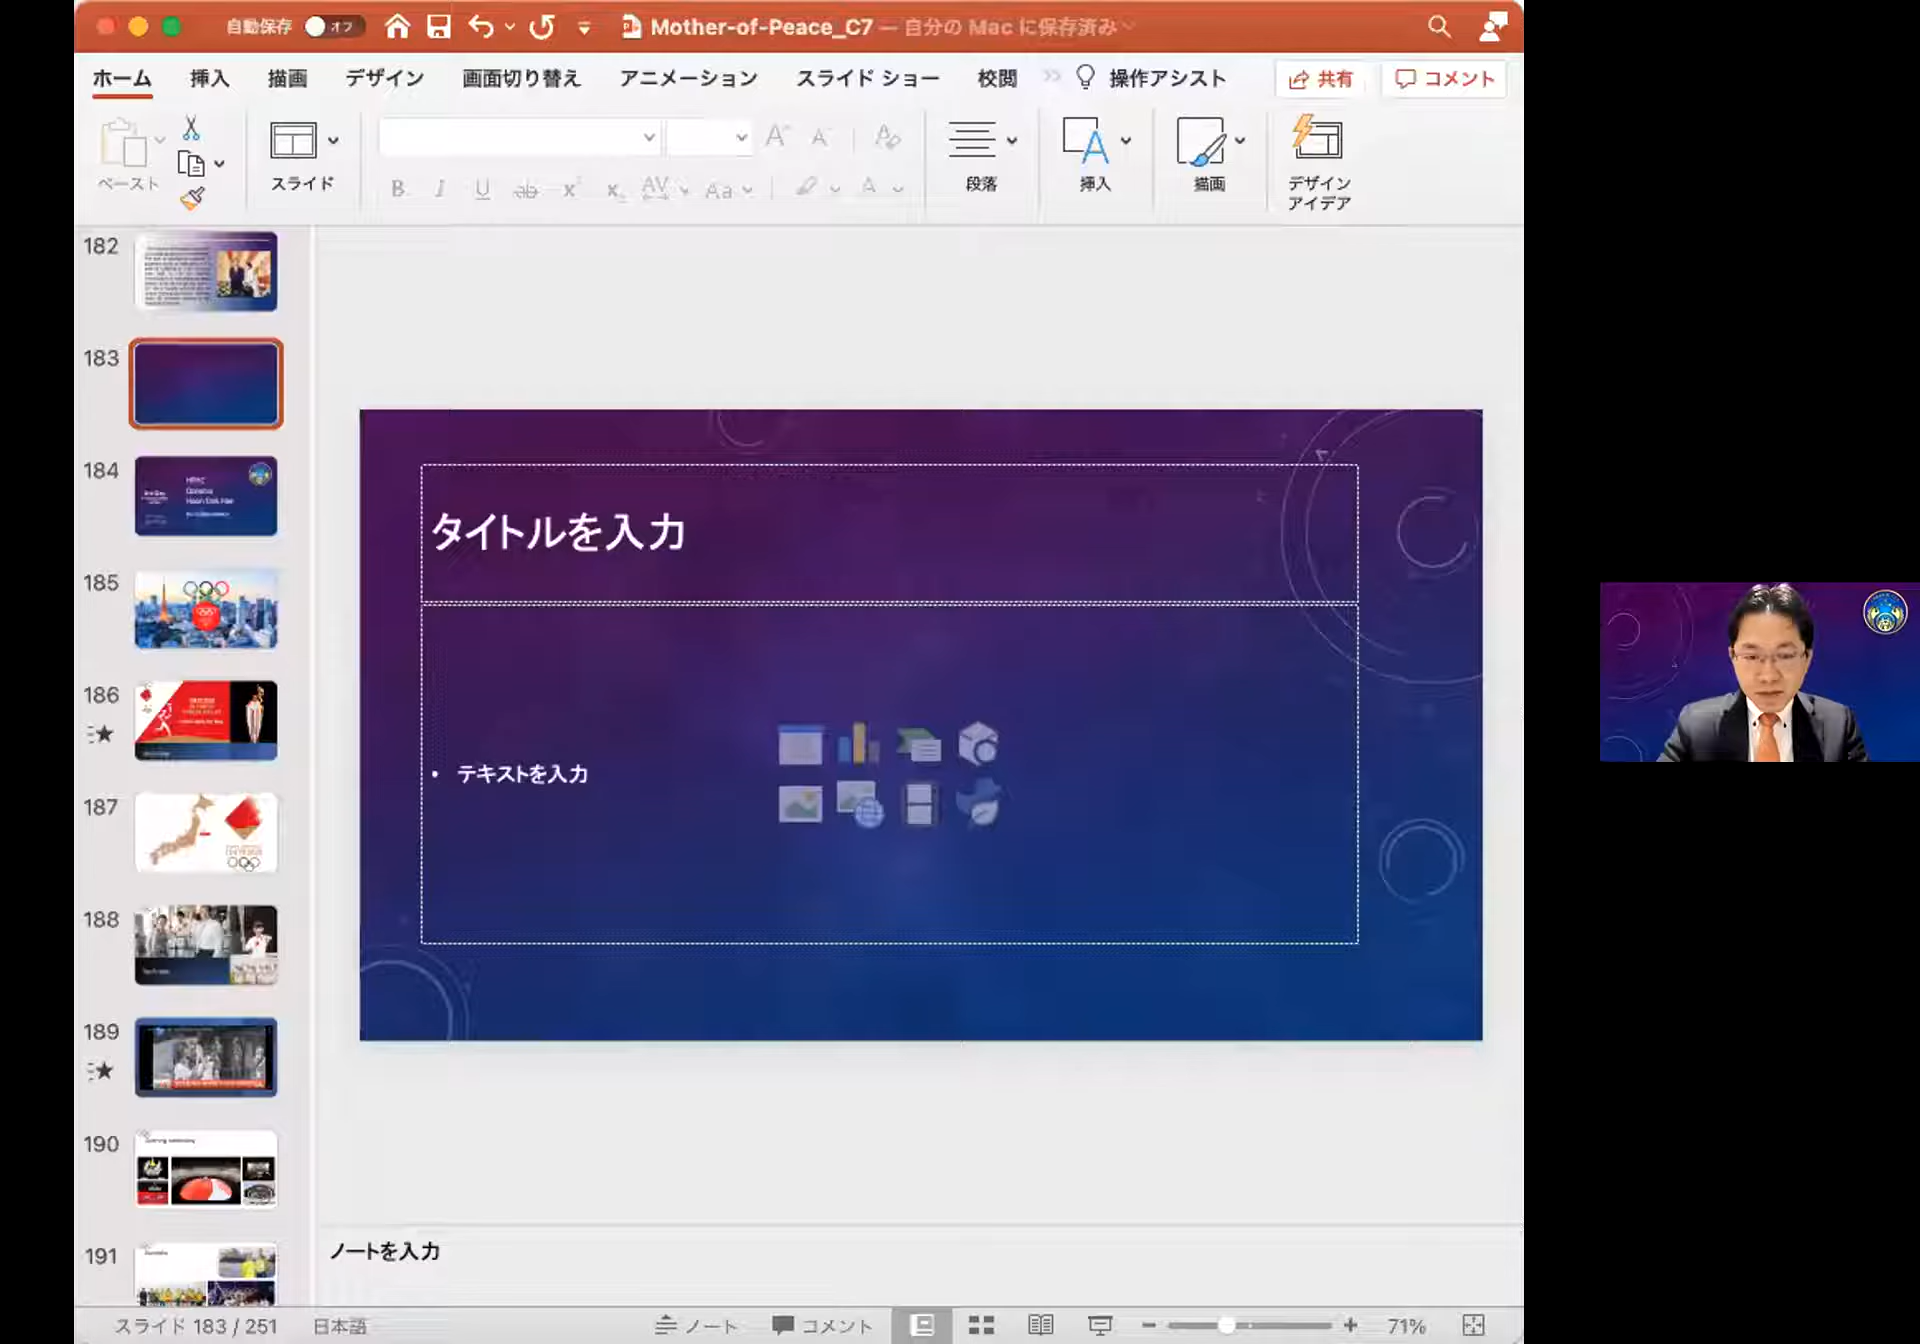 自動保存 オフ Mother-of-Peace_C7 — 自分の Mac に保存済み
ホーム 挿入 描画 デザイン 画面切り替え アニメーション スライド ショー 校閲 操作アシスト 共有 コメント
ペースト スライド B I U ab x² x₂ AV Aa A 段落 挿入 描画 デザイン
アイデア
182
183
184
185
186
187
188
189
190
191
タイトルを入力
• テキストを入力
ノートを入力
スライド 183 / 251 日本語 ノート コメント 71%